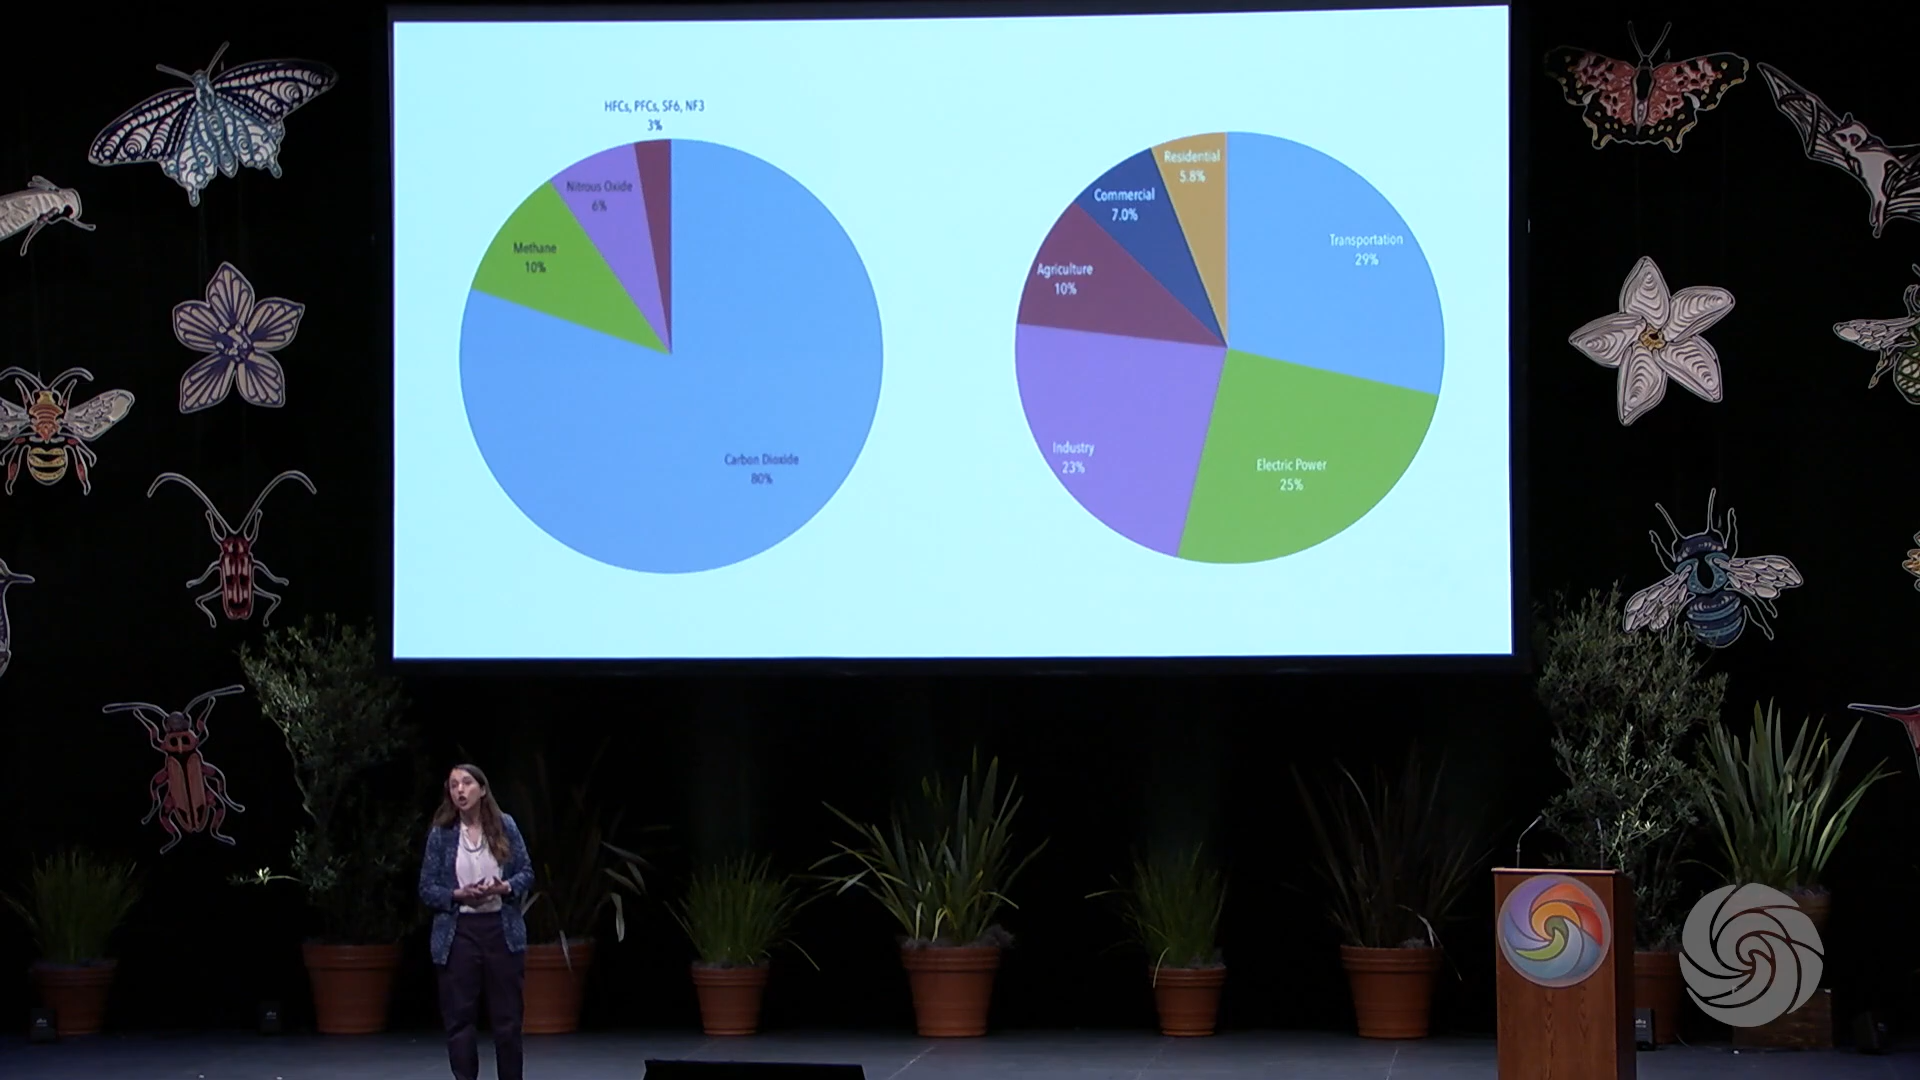 HFCs, PFCs, SF6, NF3
3%
Nitrous Oxide
6%
Methane
10%
Carbon Dioxide
80%
Residential
5.8%
Commercial
7.0%
Transportation
29%
Agriculture
10%
Industry
23%
Electric Power
25%